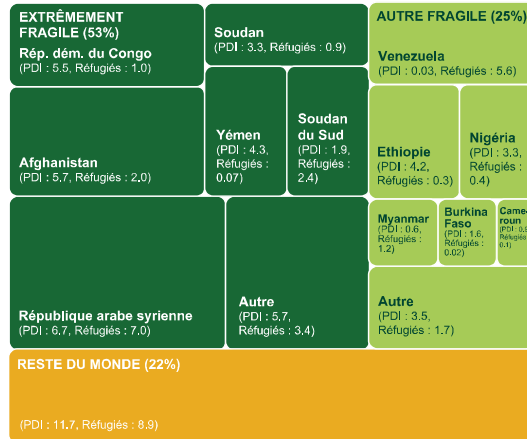 EXTRÊMEMENT
FRAGILE (53%)
Rép. dém. du Congo
(PDI : 5.5, Réfugiés : 1.0)
Soudan
(PDI : 3.3, Réfugiés : 0.9)
AUTRE FRAGILE (25%)
Venezuela
(PDI : 0.03, Réfugiés : 5.6)
Afghanistan
(PDI : 5.7, Réfugiés : 2.0)
Yémen
(PDI : 4.3,
Réfugiés :
0.07)
Soudan
du Sud
(PDI : 1.9,
Réfugiés :
2.4)
Ethiopie
(PDI : 4.2,
Réfugiés : 0.3)
Nigéria
(PDI : 3.3,
Réfugiés :
0.4)
Myanmar
(PDI : 0.6,
Réfugiés :
1.2)
Burkina
Faso
(PDI : 1.6,
Réfugiés :
0.02)
Came-
roun
(PDI : 0.9
Réfugiés
0.1)
République arabe syrienne
(PDI : 6.7, Réfugiés : 7.0)
Autre
(PDI : 5.7,
Réfugiés : 3.4)
Autre
(PDI : 3.5,
Réfugiés : 1.7)
RESTE DU MONDE (22%)
(PDI : 11.7, Réfugiés : 8.9)